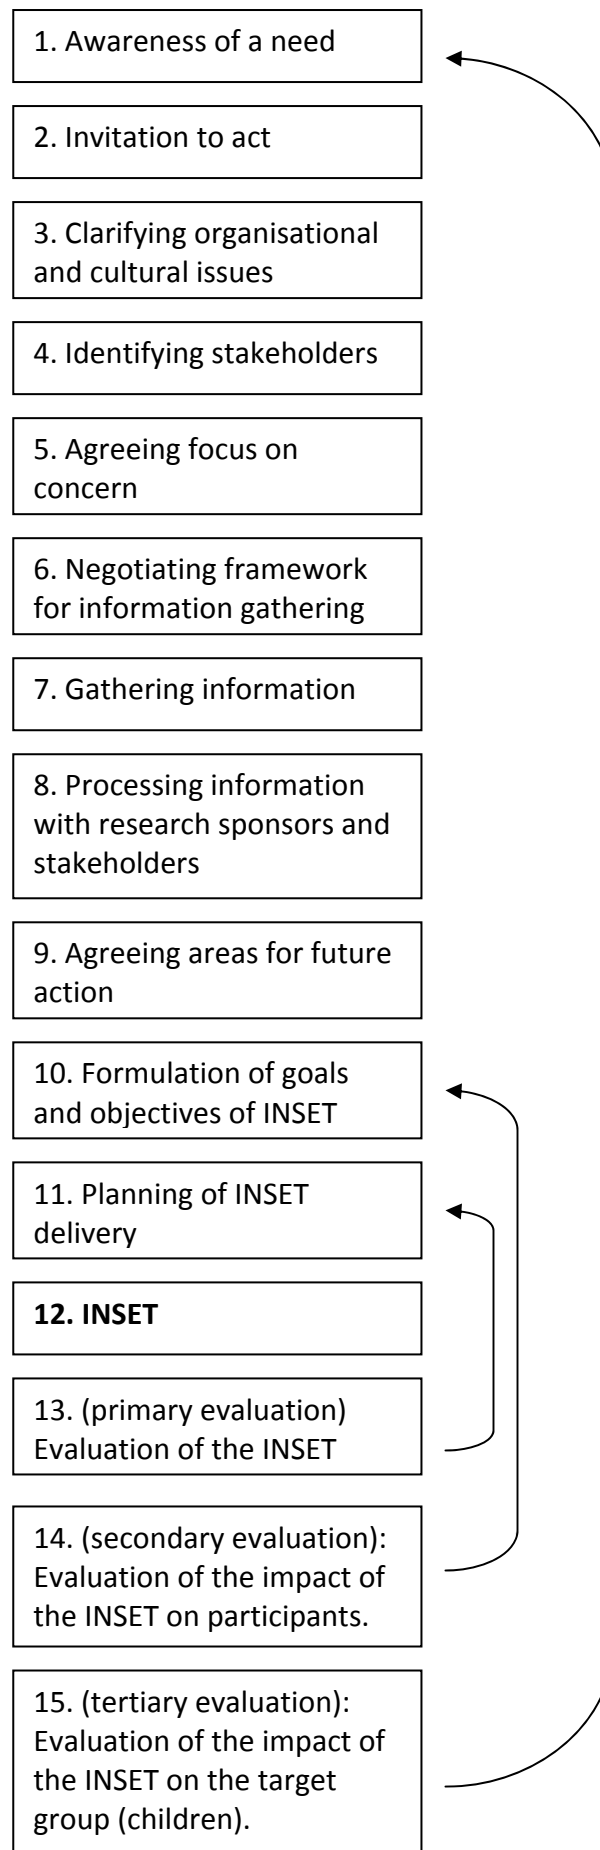 1. Awareness of a need
2. Invitation to act
3. Clarifying organisational
and cultural issues
4. Identifying stakeholders
5. Agreeing focus on
concern
6. Negotiating framework
for information gathering
7. Gathering information
8. Processing information
with research sponsors and
stakeholders
9. Agreeing areas for future
action
10. Formulation of goals
and objectives of INSET
11. Planning of INSET
delivery
12. INSET
13. (primary evaluation)
Evaluation of the INSET
14. (secondary evaluation):
Evaluation of the impact of
the INSET on participants.
15. (tertiary evaluation):
Evaluation of the impact of
the INSET on the target
group (children).